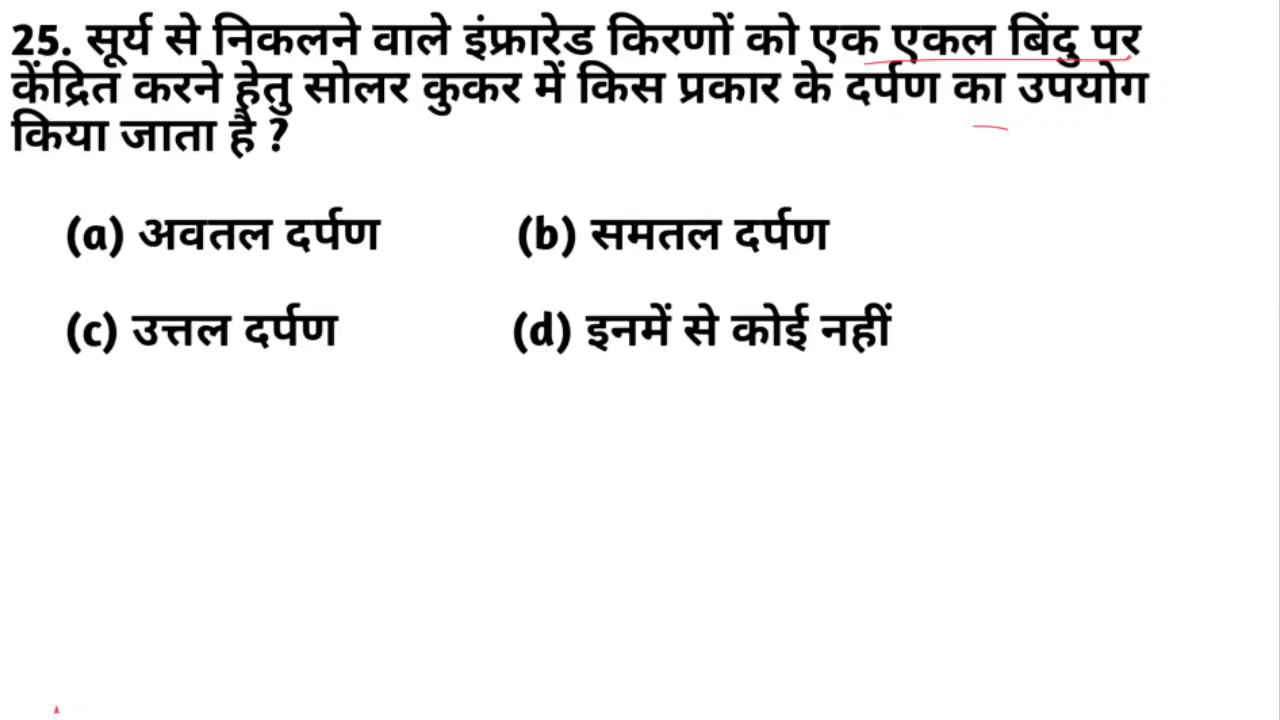 25. सूर्य से निकलने वाले इंफ्रारेड किरणों को एक एकल बिंदु पर
केंद्रित करने हेतु सोलर कुकर में किस प्रकार के दर्पण का उपयोग
किया जाता है ?
(a) अवतल दर्पण (b) समतल दर्पण
(c) उत्तल दर्पण (d) इनमें से कोई नहीं